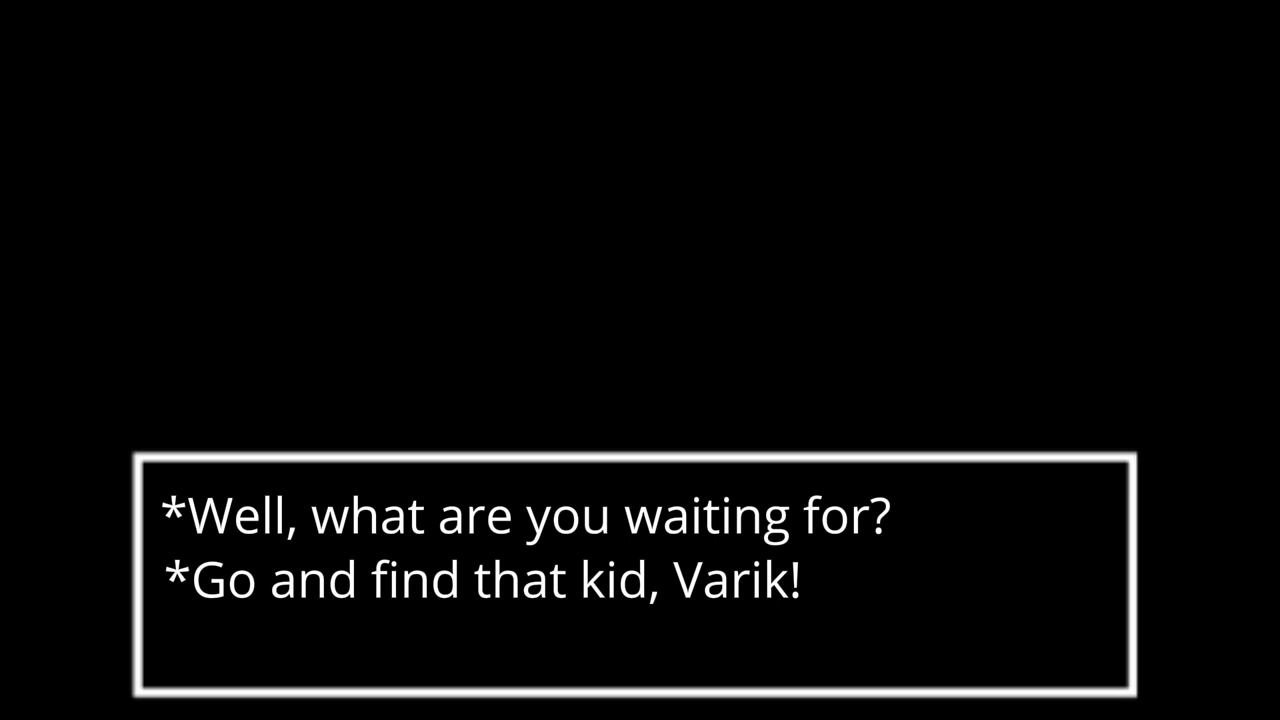 *Well, what are you waiting for?
*Go and find that kid, Varik!